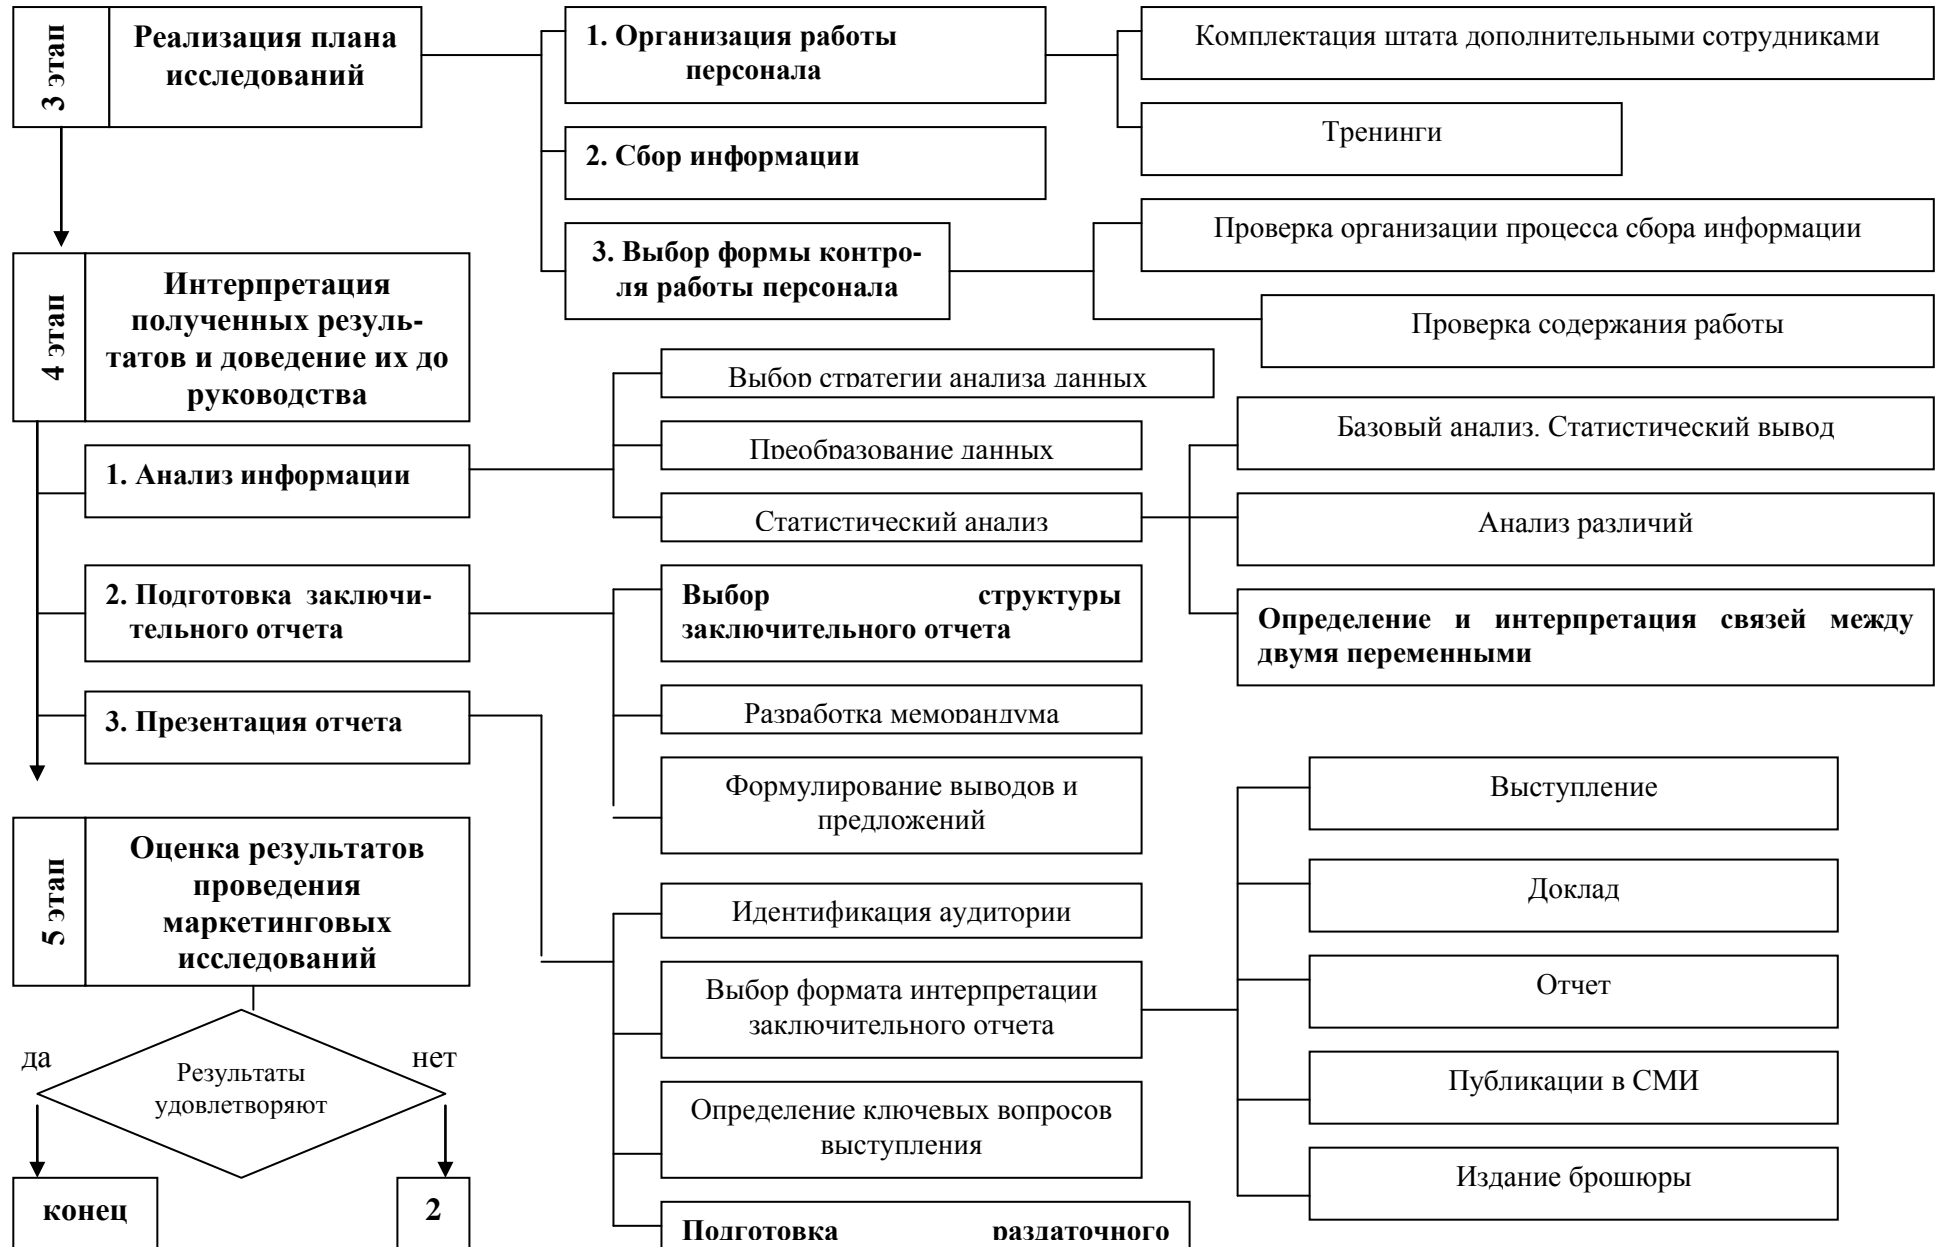 3 этап
Реализация плана
исследований
1. Организация работы
персонала
Комплектация штата дополнительными сотрудниками
Тренинги
2. Сбор информации
3. Выбор формы контро-
ля работы персонала
Проверка организации процесса сбора информации
Проверка содержания работы
4 этап
Интерпретация
полученных резуль-
татов и доведение их до
руководства
1. Анализ информации
Выбор стратегии анализа данных
Преобразование данных
Статистический анализ
Базовый анализ. Статистический вывод
Анализ различий
Определение и интерпретация связей между
двумя переменными
2. Подготовка заключи-
тельного отчета
Выбор структуры
заключительного отчета
Разработка меморандума
Формулирование выводов и
предложений
3. Презентация отчета
Идентификация аудитории
Выбор формата интерпретации
заключительного отчета
Выступление
Доклад
Отчет
Публикации в СМИ
Издание брошюры
Определение ключевых вопросов
выступления
Подготовка раздаточного
5 этап
Оценка результатов
проведения
маркетинговых
исследований
да
нет
Результаты
удовлетворяют
конец
2